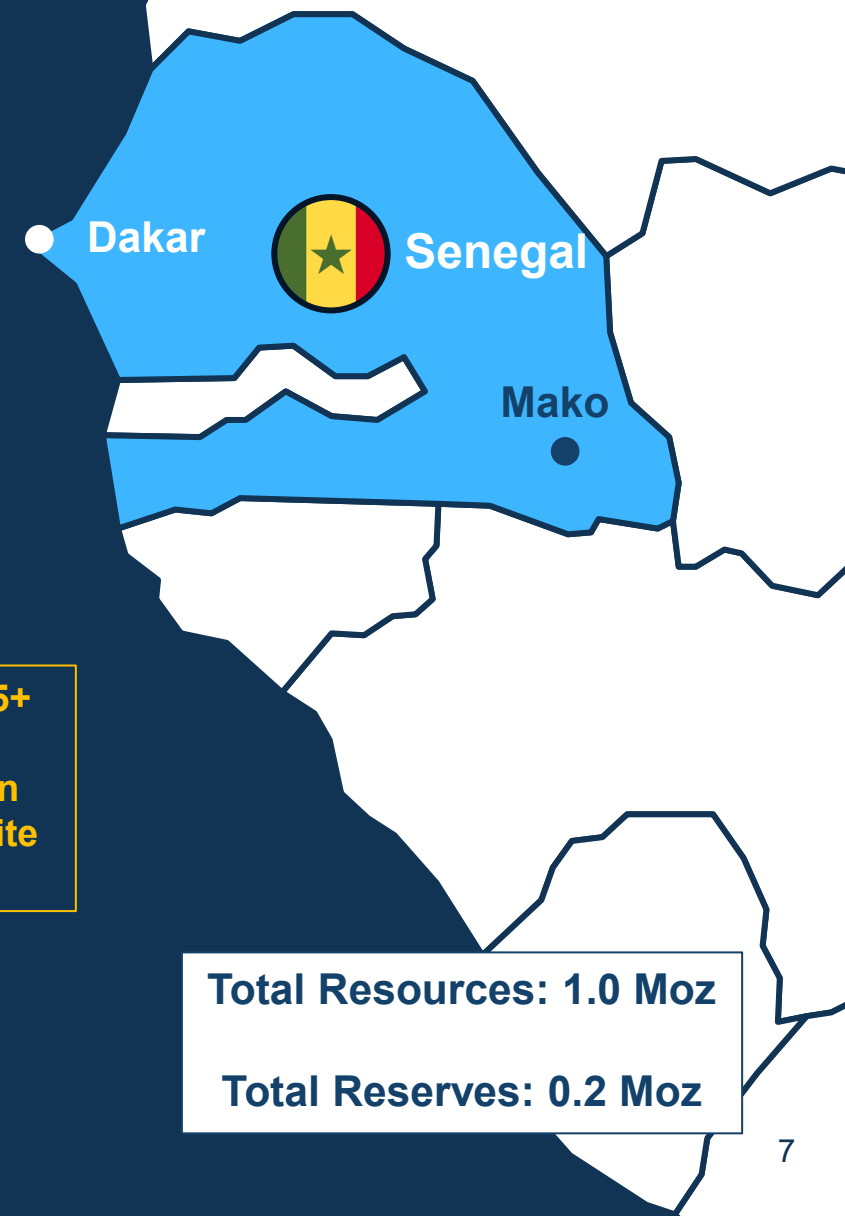 Dakar
Senegal
Mako
Total Resources: 1.0 Moz
Total Reserves: 0.2 Moz
7